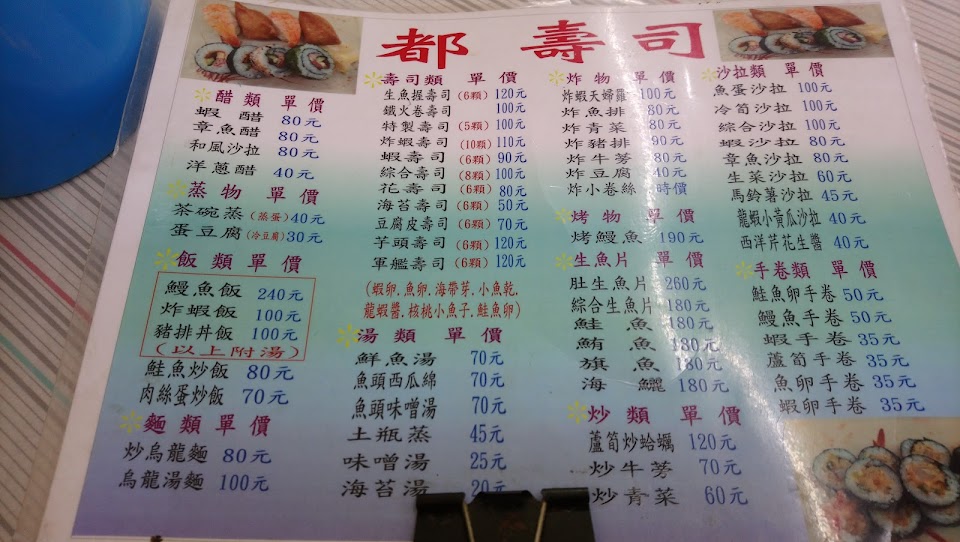 都壽司
醋類 單價
蝦醋 80元
章魚醋 80元
和風沙拉 80元
洋蔥醋 40元
蒸物 單價
茶碗蒸(蒸蛋)40元
蛋豆腐(冷豆腐)30元
飯類單價
鰻魚飯 240元
炸蝦飯 100元
豬排丼飯 100元
(以上附湯)
鮭魚炒飯 80元
肉絲蛋炒飯 70元
麵類單價
炒烏龍麵 80元
烏龍湯麵 100元
壽司類 單價
生魚握壽司(6顆)120元
鐵火卷壽司 100元
特製壽司(5顆)100元
炸蝦壽司(10顆)110元
蝦壽司(6顆)90元
綜合壽司(8顆)100元
花壽司(6顆)80元
海苔壽司(6顆)50元
豆腐皮壽司(6顆)70元
芋頭壽司(6顆)120元
軍艦壽司(6顆)120元
(蝦卵.魚卵.海帶芽.小魚乾.
龍蝦醬.核桃小魚子.鮭魚卵)
湯類 單價
鮮魚湯 70元
魚頭西瓜綿 70元
魚頭味噌湯 70元
土瓶蒸 45元
味噌湯 25元
海苔湯 20元
炸物 單價
炸蝦天婦羅 100元
炸魚排 80元
炸青菜 80元
炸豬排 90元
炸牛蒡 80元
炸豆腐 40元
炸小卷絲 時價
烤物 單價
烤鰻魚 190元
生魚片 單價
肚生魚片 260元
綜合生魚片 180元
鮭魚 180元
鮪魚 180元
旗魚 180元
海鱺 180元
炒類 單價
蘆筍炒蛤蠣 120元
炒牛蒡 70元
炒青菜 60元
沙拉類 單價
魚蛋沙拉 100元
冷筍沙拉 100元
綜合沙拉 100元
蝦沙拉 80元
章魚沙拉 80元
生菜沙拉 60元
馬鈴薯沙拉 45元
龍蝦小黃瓜沙拉 40元
西洋芹花生醬 40元
手卷類 單價
鮭魚卵手卷 50元
鰻魚手卷 50元
蝦手卷 35元
蘆筍手卷 35元
魚卵手卷 35元
蝦卵手卷 35元